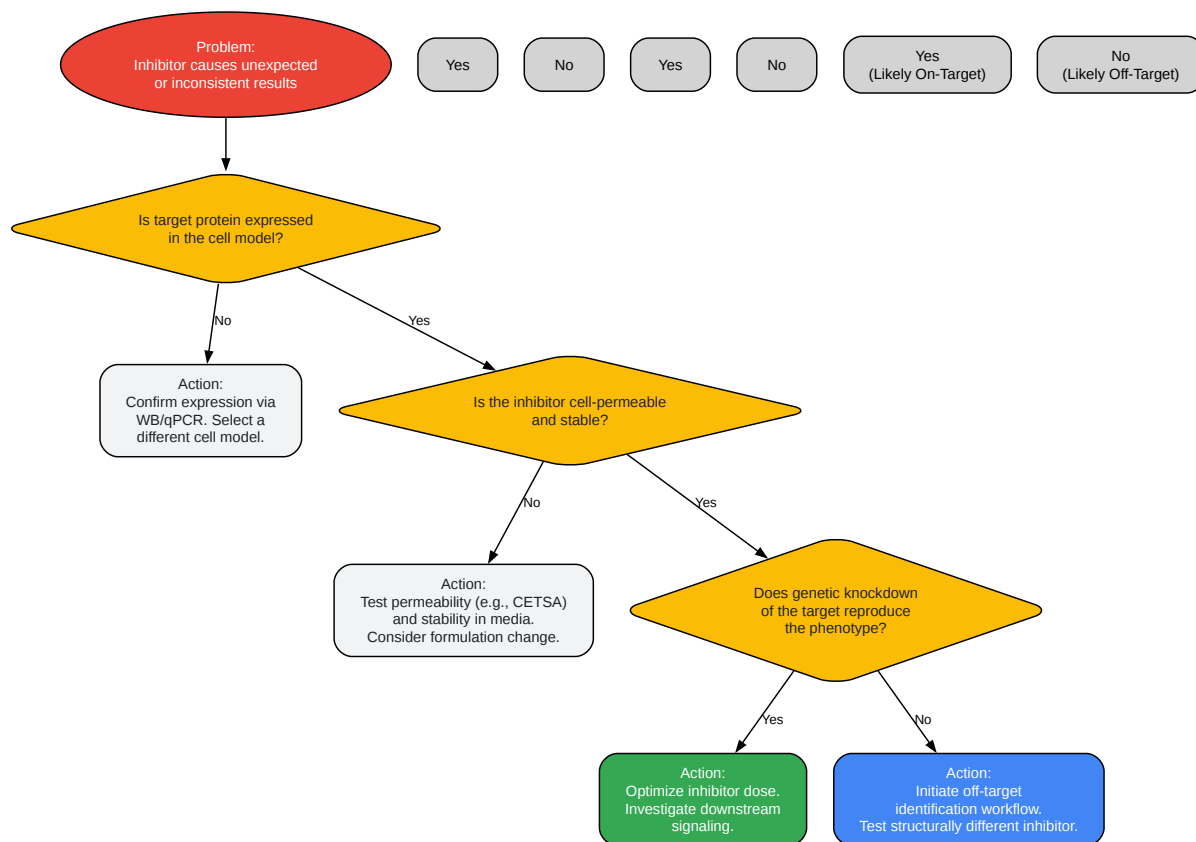 Problem:
Inhibitor causes unexpected
or inconsistent results
Yes
No
Yes
No
Yes
(Likely On-Target)
No
(Likely Off-Target)
Is target protein expressed
in the cell model?
No
Yes
Action:
Confirm expression via
WB/qPCR. Select a
different cell model.
Is the inhibitor cell-permeable
and stable?
No
Yes
Action:
Test permeability (e.g., CETSA)
and stability in media.
Consider formulation change.
Does genetic knockdown
of the target reproduce
the phenotype?
Yes
No
Action:
Optimize inhibitor dose.
Investigate downstream
signaling.
Action:
Initiate off-target
identification workflow.
Test structurally different inhibitor.